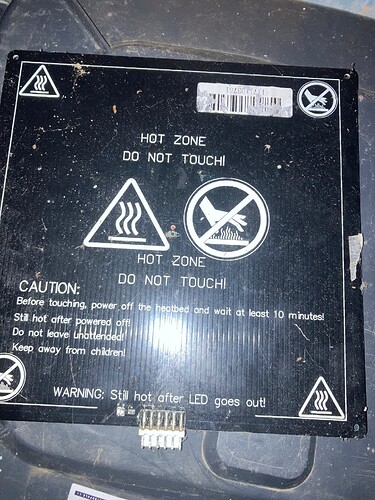 HOT ZONE
DO NOT TOUCH!
HOT ZONE
DO NOT TOUCH!
CAUTION:
Before touching, power off the heatbed and wait at least 10 minutes!
Still hot after powered off!
Do not leave unattended!
Keep away from children!
WARNING: Still hot after LED goes out!